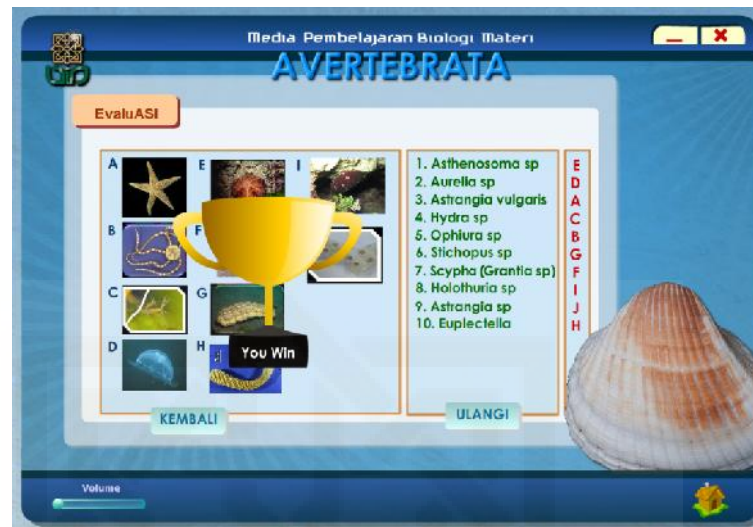 Media Pembelajaran Biologi Materi
AVERTEBRATA
EvaluASI
A
E
I
B
F
C
G
D
H
You Win
KEMBALI
1. Asthenosoma sp
2. Aurelia sp
3. Astrangia vulgaris
4. Hydra sp
5. Ophiura sp
6. Stichopus sp
7. Scypha (Grantia sp)
8. Holothuria sp
9. Astrangia sp
10. Euplectella
ULANGI
E
D
A
C
B
G
F
I
J
H
Volume